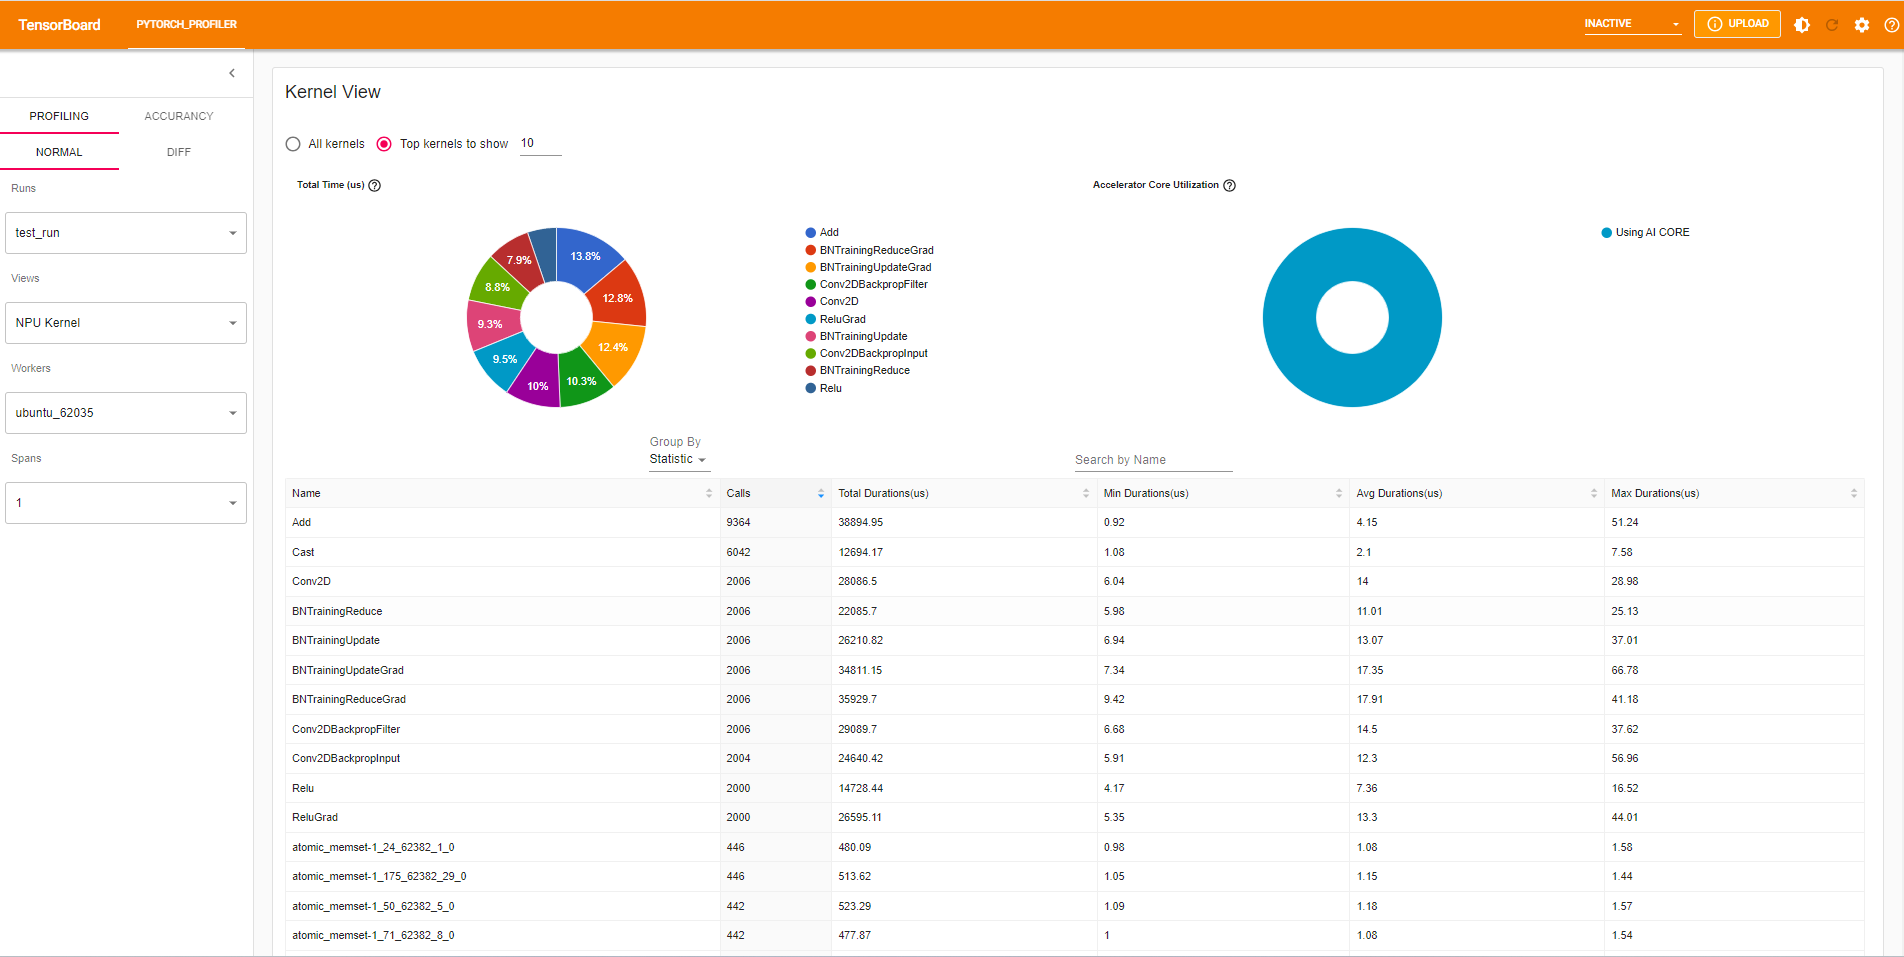 TensorBoard PYTORCH_PROFILER INACTIVE UPLOAD
PROFILING ACCURANCY
NORMAL DIFF
Runs
test_run
Views
NPU Kernel
Workers
ubuntu_62035
Spans
1
Kernel View
All kernels Top kernels to show 10
Total Time (us)
13.8%
12.8%
12.4%
10.3%
10%
9.5%
9.3%
8.8%
7.9%
Add
BNTrainingReduceGrad
BNTrainingUpdateGrad
Conv2DBackpropFilter
Conv2D
ReluGrad
BNTrainingUpdate
Conv2DBackpropInput
BNTrainingReduce
Relu
Accelerator Core Utilization
Using AI CORE
Group By
Statistic
Search by Name
Name Calls Total Durations(us) Min Durations(us) Avg Durations(us) Max Durations(us)
Add 9364 38894.95 0.92 4.15 51.24
Cast 6042 12694.17 1.08 2.1 7.58
Conv2D 2006 28086.5 6.04 14 28.98
BNTrainingReduce 2006 22085.7 5.98 11.01 25.13
BNTrainingUpdate 2006 26210.82 6.94 13.07 37.01
BNTrainingUpdateGrad 2006 34811.15 7.34 17.35 66.78
BNTrainingReduceGrad 2006 35929.7 9.42 17.91 41.18
Conv2DBackpropFilter 2006 29089.7 6.68 14.5 37.62
Conv2DBackpropInput 2004 24640.42 5.91 12.3 56.96
Relu 2000 14728.44 4.17 7.36 16.52
ReluGrad 2000 26595.11 5.35 13.3 44.01
atomic_memset-1_24_62382_1_0 446 480.09 0.98 1.08 1.58
atomic_memset-1_175_62382_29_0 446 513.62 1.05 1.15 1.44
atomic_memset-1_50_62382_5_0 442 523.29 1.09 1.18 1.57
atomic_memset-1_71_62382_8_0 442 477.87 1 1.08 1.54